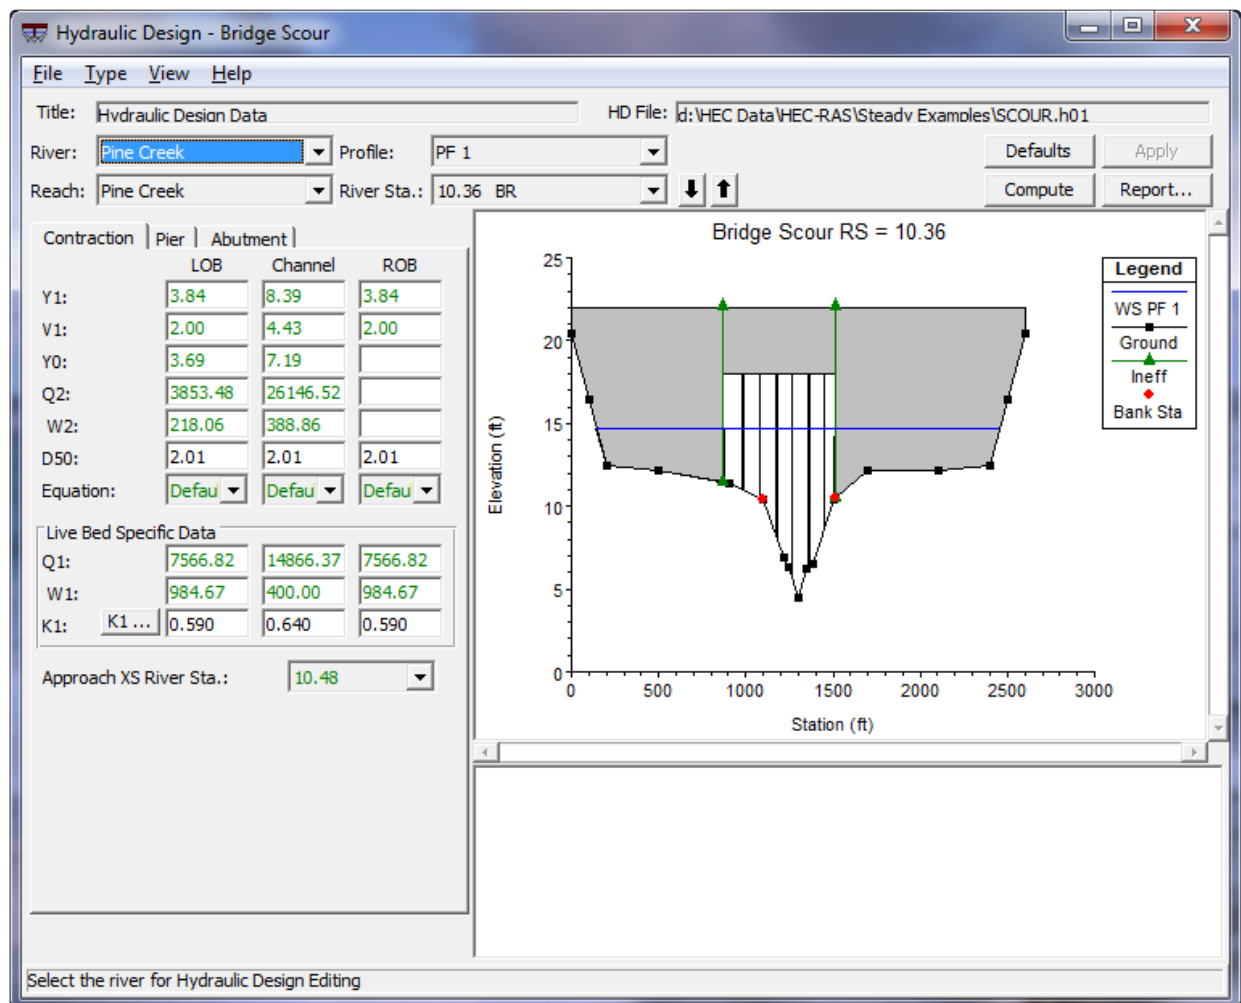 Hydraulic Design - Bridge Scour
File Type View Help
Title: Hydraulic Design Data HD File: d:\HEC Data\HEC-RAS\Steady Examples\SCOUR.h01
River: Pine Creek Profile: PF 1 Defaults Apply
Reach: Pine Creek River Sta.: 10.36 BR Compute Report...
Contraction Pier Abutment
LOB Channel ROB
Y1: 3.84 8.39 3.84
V1: 2.00 4.43 2.00
Y0: 3.69 7.19
Q2: 3853.48 26146.52
W2: 218.06 388.86
D50: 2.01 2.01 2.01
Equation: Defau Defau Defau
Live Bed Specific Data
Q1: 7566.82 14866.37 7566.82
W1: 984.67 400.00 984.67
K1: K1 ... 0.590 0.640 0.590
Approach XS River Sta.: 10.48
Bridge Scour RS = 10.36
25
20
15
10
5
0
Elevation (ft)
0 500 1000 1500 2000 2500 3000
Station (ft)
Legend
WS PF 1
Ground
Ineff
Bank Sta
Select the river for Hydraulic Design Editing